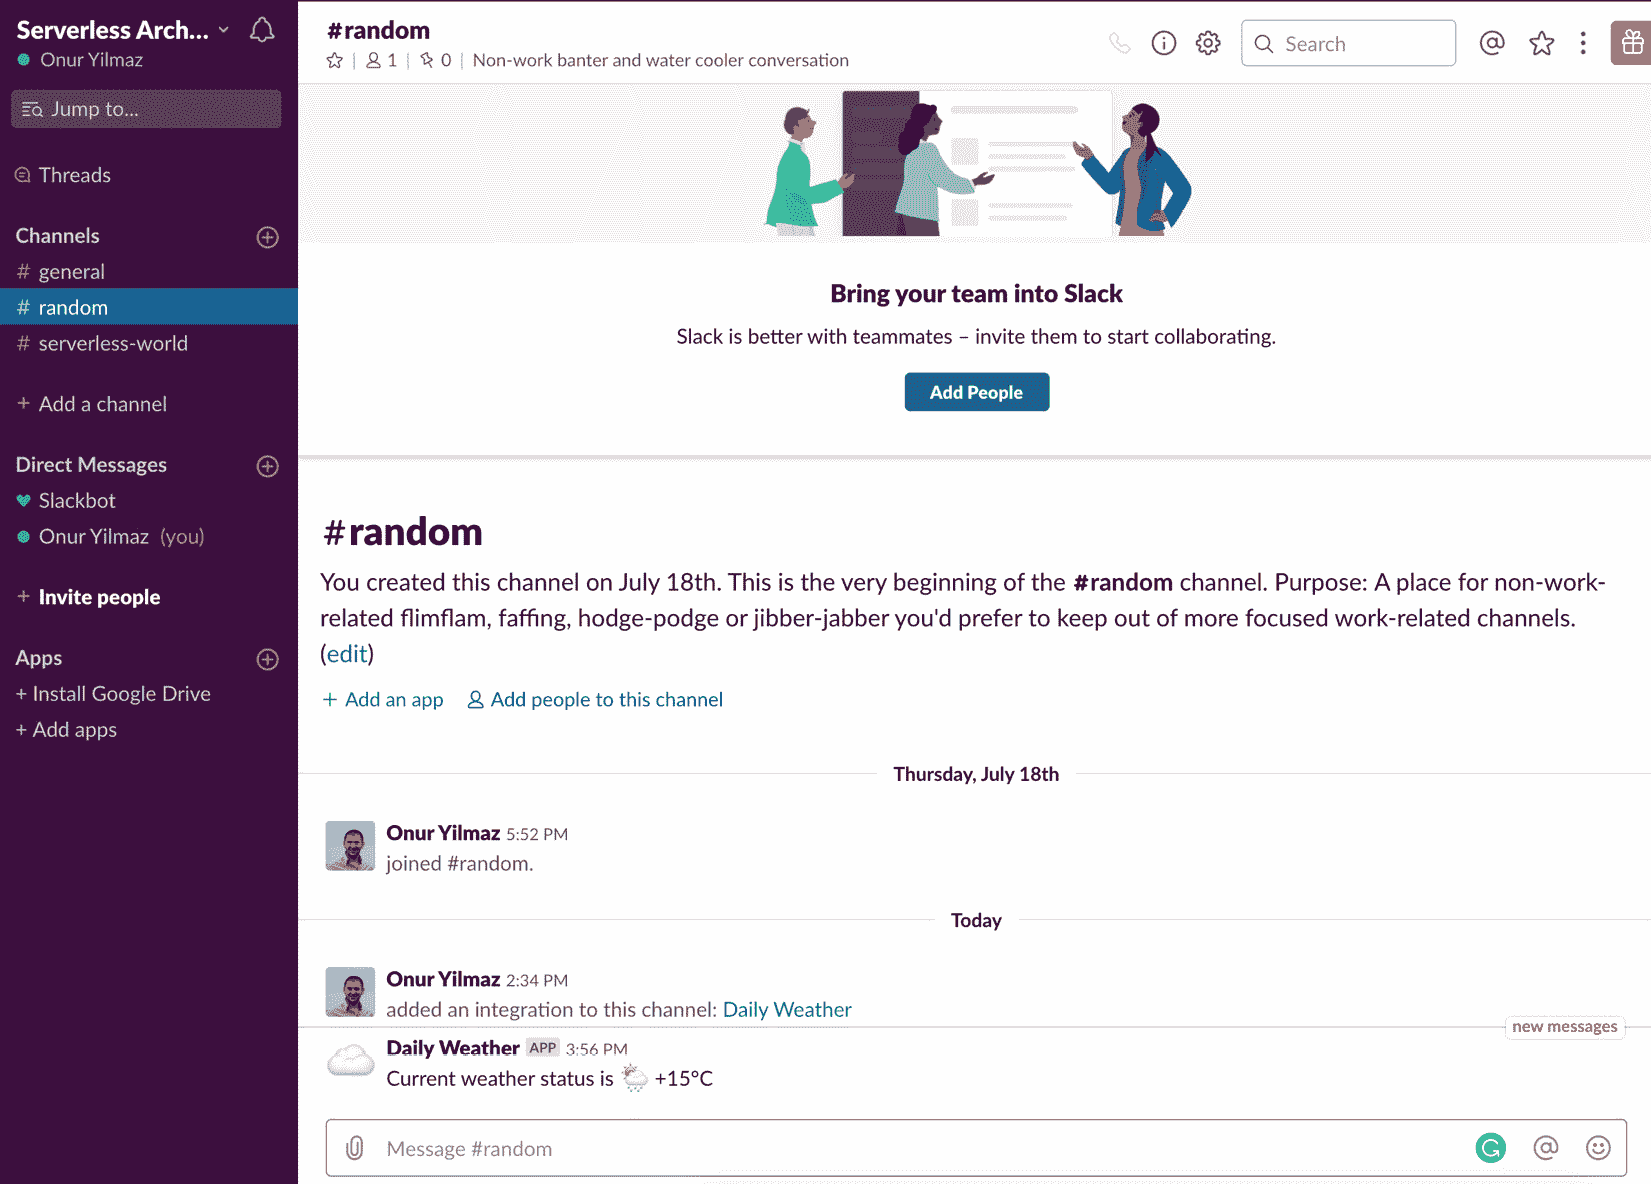 Serverless Arch...
Onur Yilmaz
Jump to...
Threads
Channels
# general
# random
# serverless-world
+ Add a channel
Direct Messages
Slackbot
Onur Yilmaz (you)
+ Invite people
Apps
+ Install Google Drive
+ Add apps
#random
1 | 0 | Non-work banter and water cooler conversation
Search
Bring your team into Slack
Slack is better with teammates – invite them to start collaborating.
Add People
#random
You created this channel on July 18th. This is the very beginning of the #random channel. Purpose: A place for non-work-
related flimflam, faffing, hodge-podge or jibber-jabber you'd prefer to keep out of more focused work-related channels.
(edit)
+ Add an app Add people to this channel
Thursday, July 18th
Onur Yilmaz 5:52 PM
joined #random.
Today
Onur Yilmaz 2:34 PM
added an integration to this channel: Daily Weather
new messages
Daily Weather APP 3:56 PM
Current weather status is 🌦 +15°C
Message #random